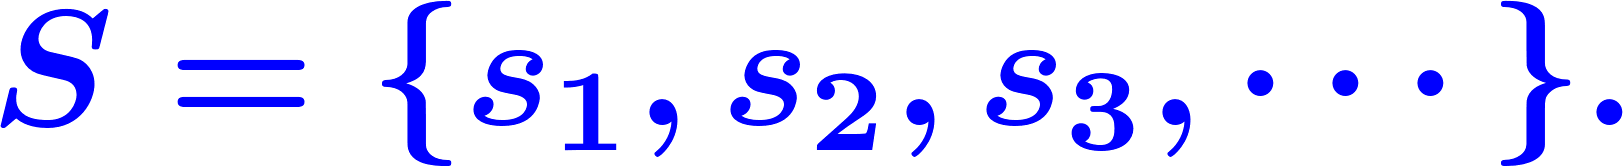 S = {s₁, s₂, s₃, ⋯ }.